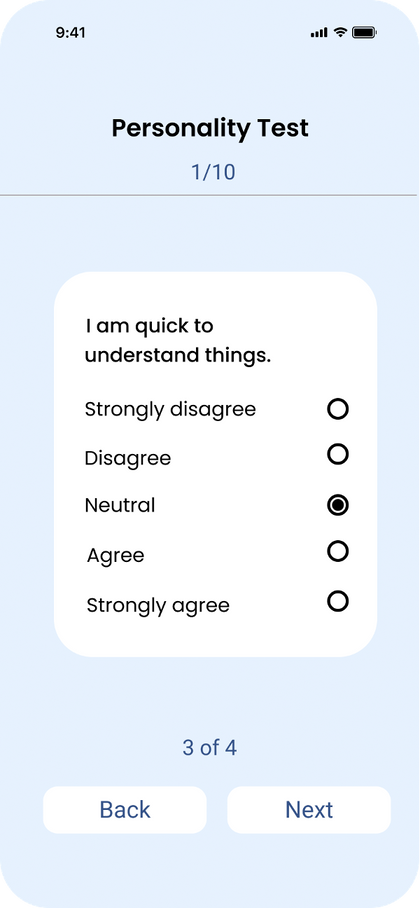 9:41
Personality Test
1/10
I am quick to
understand things.
Strongly disagree
Disagree
Neutral
Agree
Strongly agree
3 of 4
Back
Next